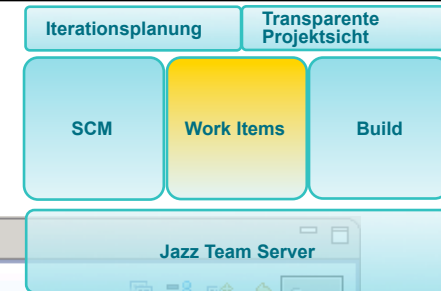 Iterationsplanung
Transparente
Projektsicht
SCM
Work Items
Build
Jazz Team Server